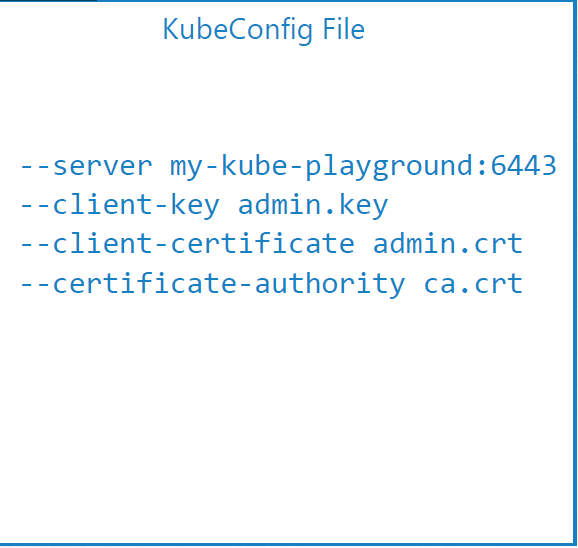 KubeConfig File
--server my-kube-playground:6443
--client-key admin.key
--client-certificate admin.crt
--certificate-authority ca.crt